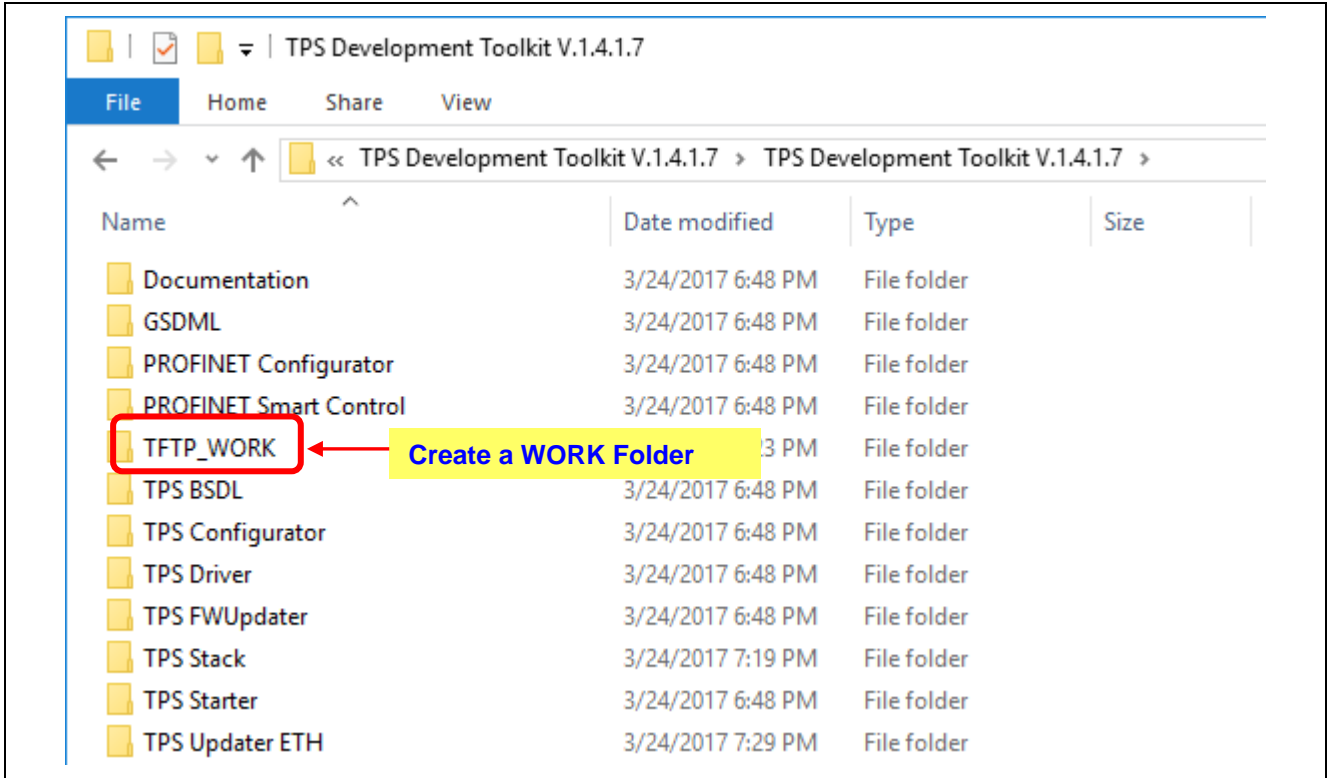 TPS Development Toolkit V.1.4.1.7
File Home Share View
« TPS Development Toolkit V.1.4.1.7 > TPS Development Toolkit V.1.4.1.7 >
Name Date modified Type Size
Documentation 3/24/2017 6:48 PM File folder
GSDML 3/24/2017 6:48 PM File folder
PROFINET Configurator 3/24/2017 6:48 PM File folder
PROFINET Smart Control 3/24/2017 6:48 PM File folder
TFTP_WORK Create a WORK Folder PM File folder
TPS BSDL 3/24/2017 6:48 PM File folder
TPS Configurator 3/24/2017 6:48 PM File folder
TPS Driver 3/24/2017 6:48 PM File folder
TPS FWUpdater 3/24/2017 6:48 PM File folder
TPS Stack 3/24/2017 7:19 PM File folder
TPS Starter 3/24/2017 6:48 PM File folder
TPS Updater ETH 3/24/2017 7:29 PM File folder